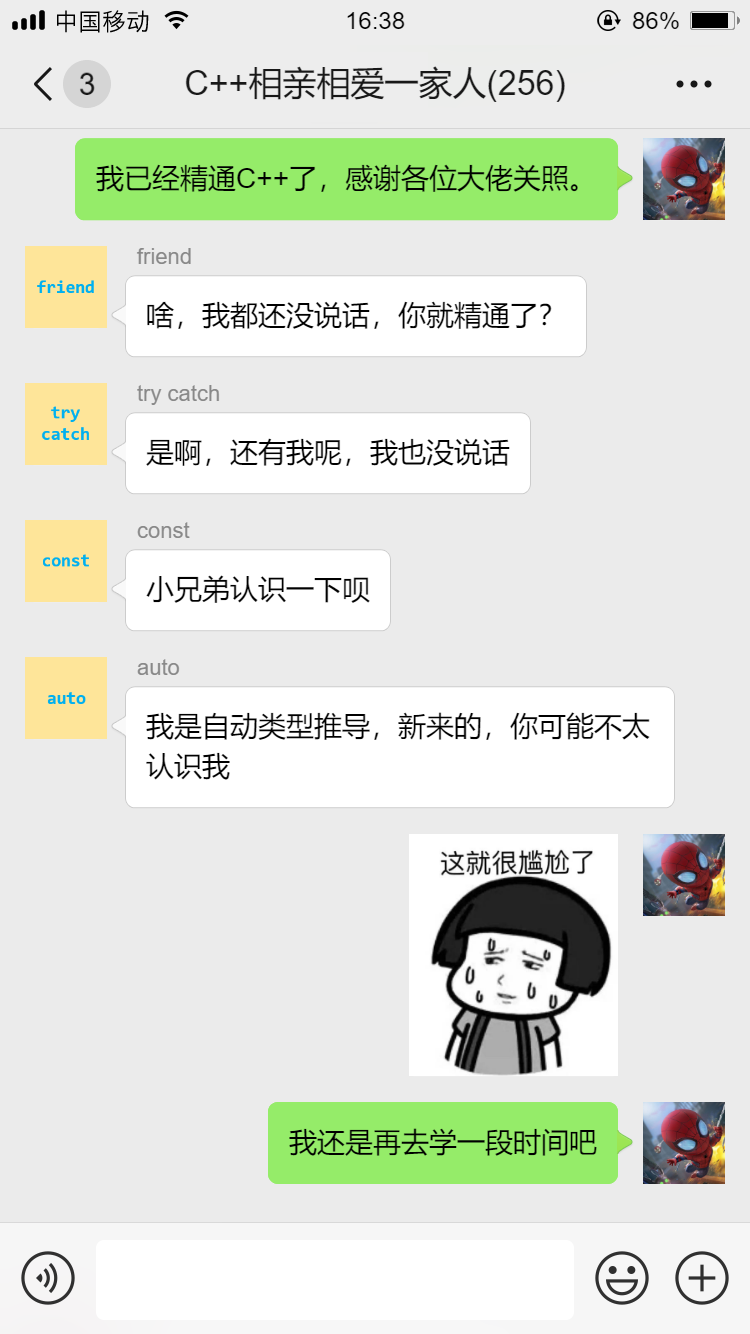 中国移动 16:38 86%
3 C++相亲相爱一家人(256)
我已经精通C++了，感谢各位大佬关照。
friend
friend
啥，我都还没说话，你就精通了？
try catch
try
catch
是啊，还有我呢，我也没说话
const
const
小兄弟认识一下呗
auto
auto
我是自动类型推导，新来的，你可能不太
认识我
这就很尴尬了
我还是再去学一段时间吧